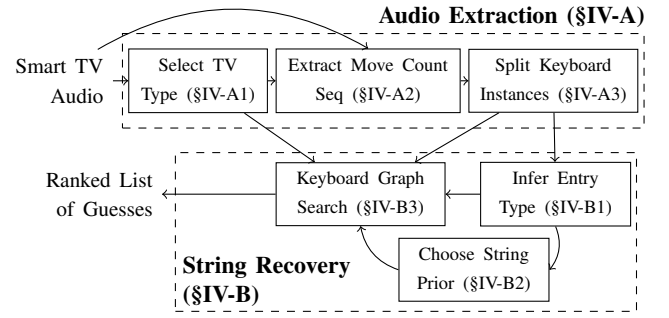 Audio Extraction (§IV-A)
Smart TV
Audio
Select TV
Type (§IV-A1)
Extract Move Count
Seq (§IV-A2)
Split Keyboard
Instances (§IV-A3)
Ranked List
of Guesses
Keyboard Graph
Search (§IV-B3)
Infer Entry
Type (§IV-B1)
Choose String
Prior (§IV-B2)
String Recovery
(§IV-B)